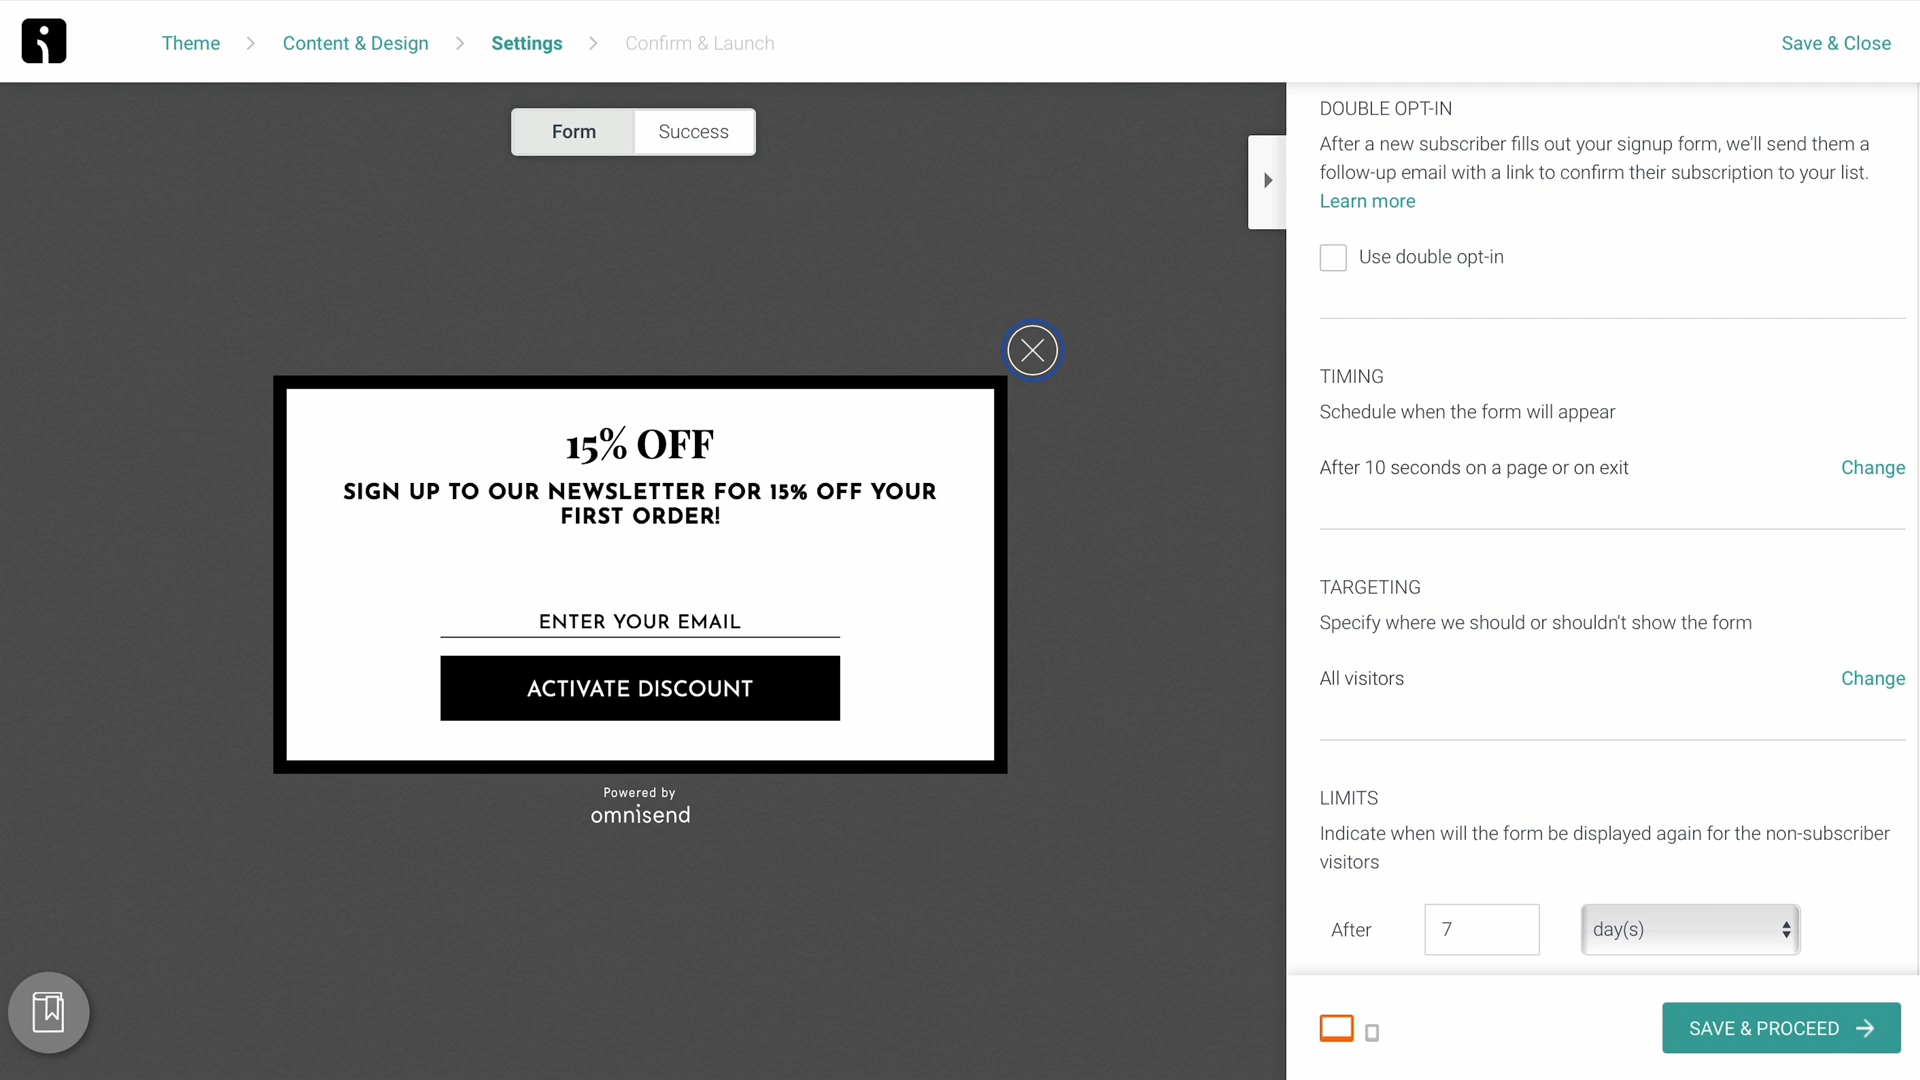 Theme
Content & Design
Settings
Confirm & Launch
Save & Close
Form
Success
15% OFF
SIGN UP TO OUR NEWSLETTER FOR 15% OFF YOUR
FIRST ORDER!
ENTER YOUR EMAIL
ACTIVATE DISCOUNT
Powered by
omnisend
DOUBLE OPT-IN
After a new subscriber fills out your signup form, we'll send them a
follow-up email with a link to confirm their subscription to your list.
Learn more
Use double opt-in
TIMING
Schedule when the form will appear
After 10 seconds on a page or on exit
Change
TARGETING
Specify where we should or shouldn't show the form
All visitors
Change
LIMITS
Indicate when will the form be displayed again for the non-subscriber
visitors
After
7
day(s)
SAVE & PROCEED